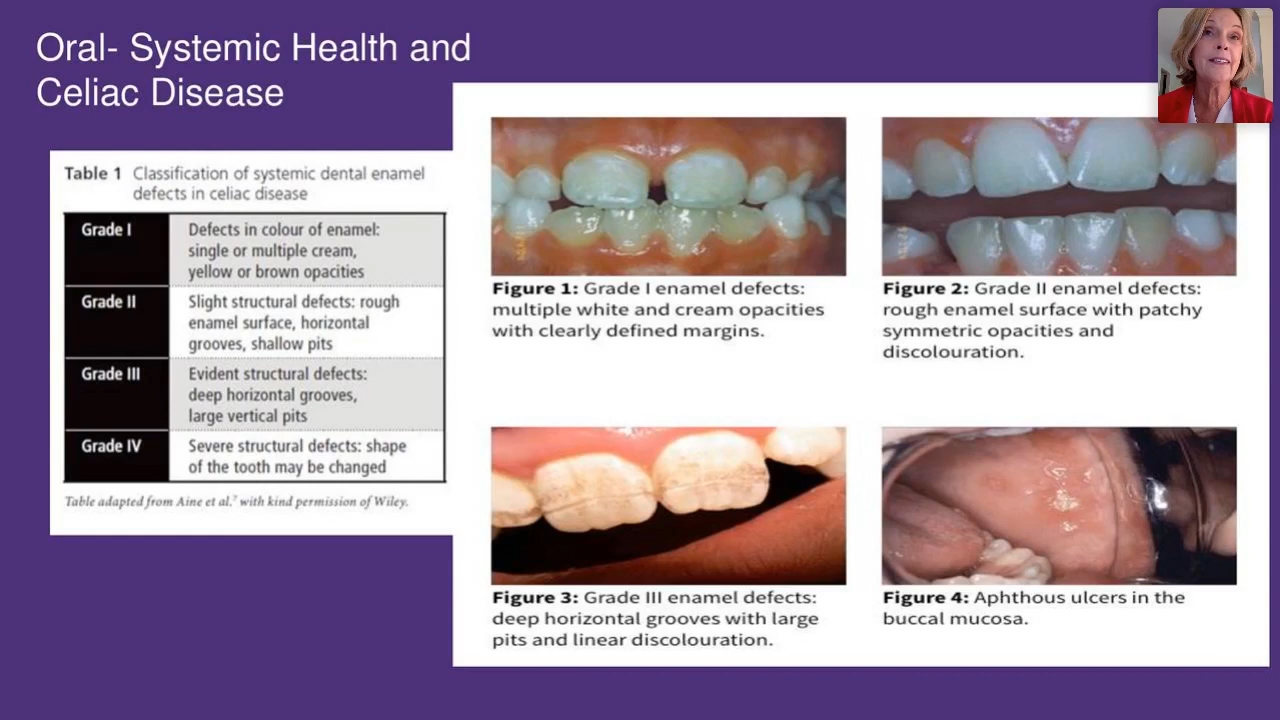 Oral- Systemic Health and
Celiac Disease
Table 1 Classification of systemic dental enamel
defects in celiac disease
Grade I
Defects in colour of enamel:
single or multiple cream,
yellow or brown opacities
Grade II
Slight structural defects: rough
enamel surface, horizontal
grooves, shallow pits
Grade III
Evident structural defects:
deep horizontal grooves,
large vertical pits
Grade IV
Severe structural defects: shape
of the tooth may be changed
Table adapted from Aine et al.⁷ with kind permission of Wiley.
Figure 1: Grade I enamel defects:
multiple white and cream opacities
with clearly defined margins.
Figure 2: Grade II enamel defects:
rough enamel surface with patchy
symmetric opacities and
discolouration.
Figure 3: Grade III enamel defects:
deep horizontal grooves with large
pits and linear discolouration.
Figure 4: Aphthous ulcers in the
buccal mucosa.